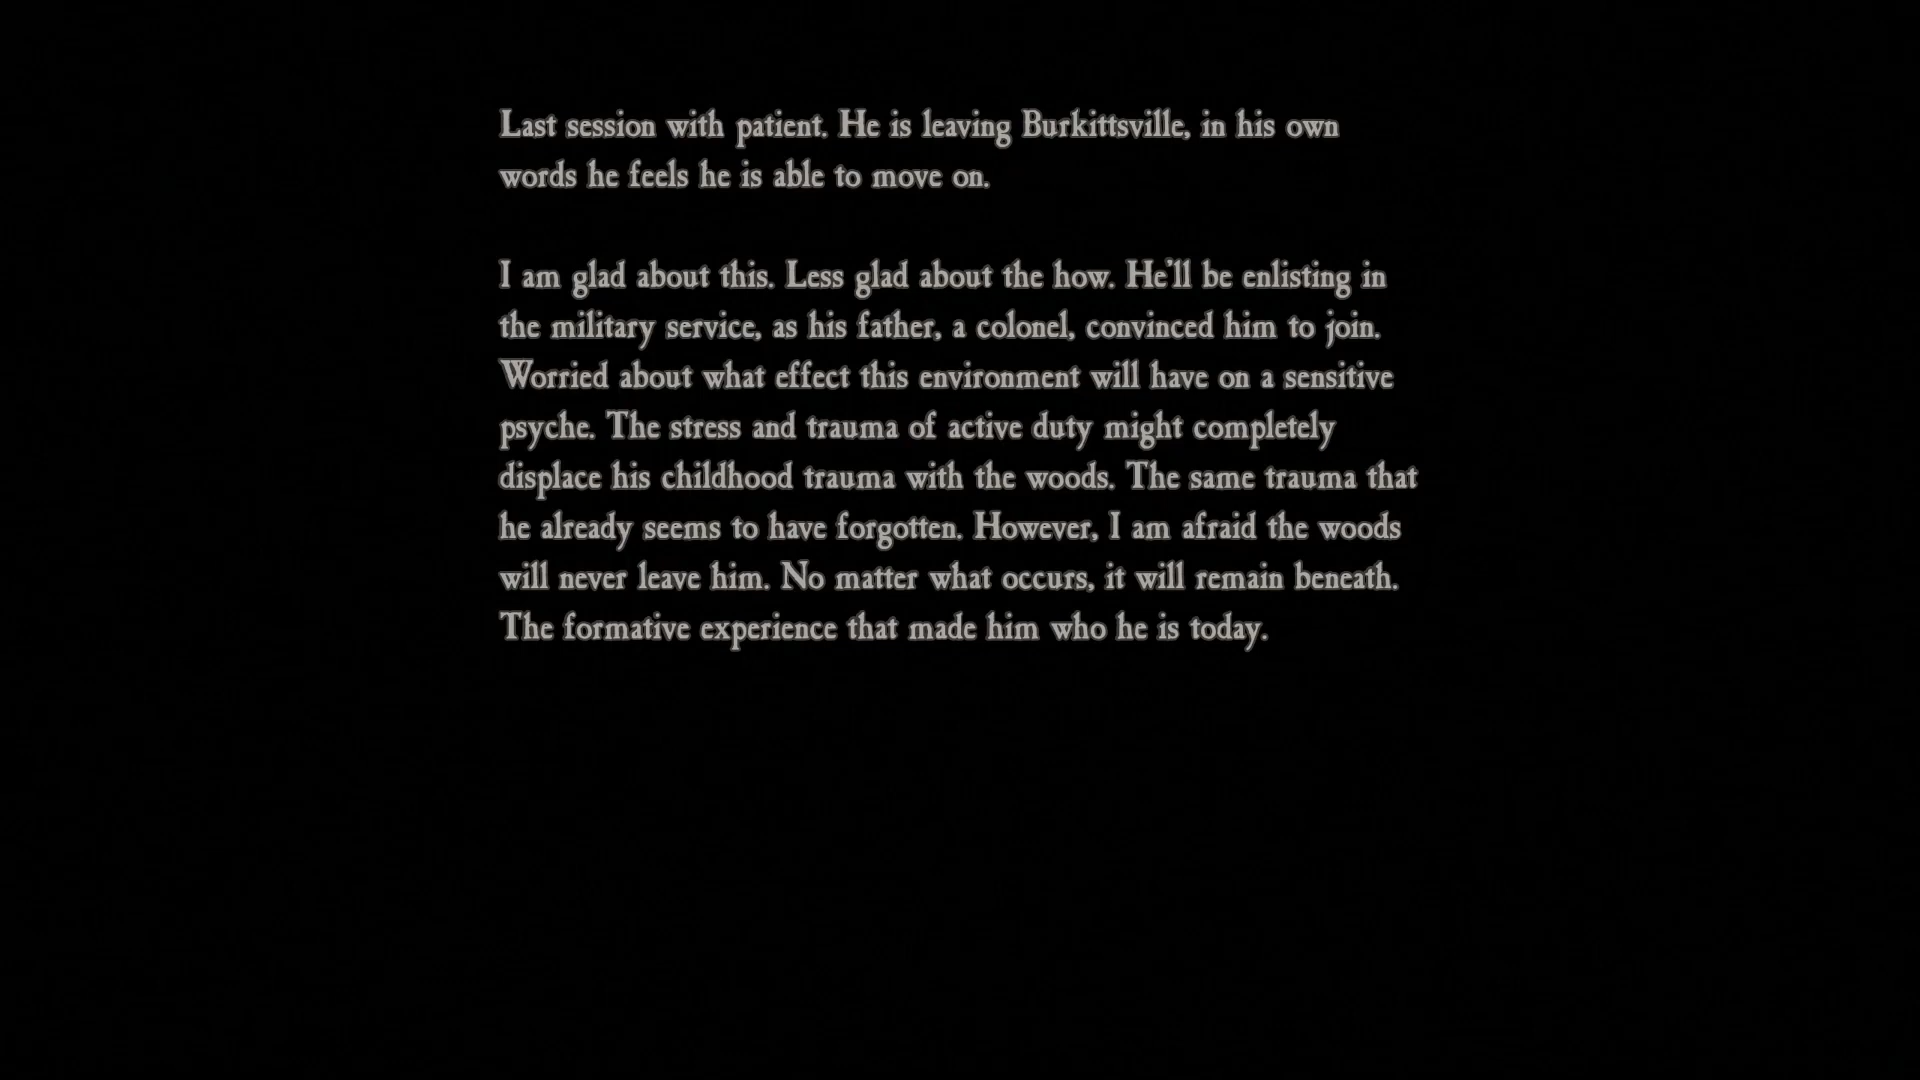 Last session with patient. He is leaving Burkittsville, in his own
words he feels he is able to move on.
I am glad about this. Less glad about the how. He'll be enlisting in
the military service, as his father, a colonel, convinced him to join.
Worried about what effect this environment will have on a sensitive
psyche. The stress and trauma of active duty might completely
displace his childhood trauma with the woods. The same trauma that
he already seems to have forgotten. However, I am afraid the woods
will never leave him. No matter what occurs, it will remain beneath.
The formative experience that made him who he is today.